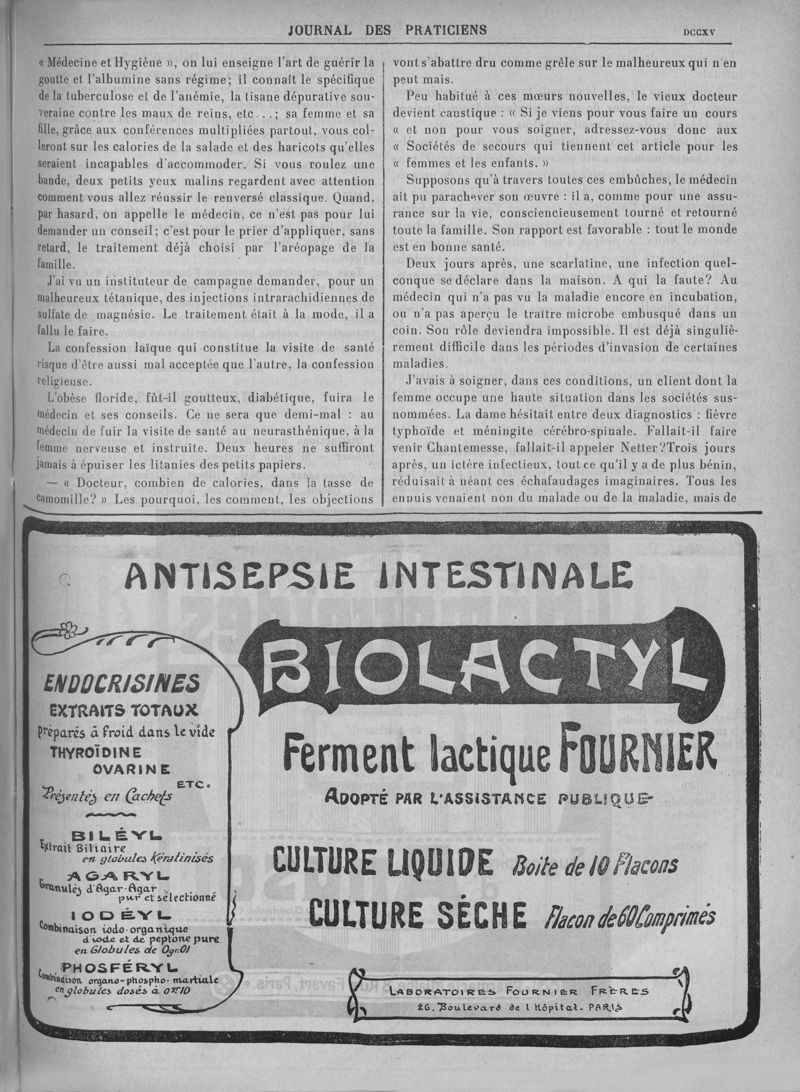 JOURNAL DES PRATICIENS
DCCXV
« Médecine et Hygiène », on lui enseigne l'art de guérir la
goutte et l'albumine sans régime; il connaît le spécifique
de la tuberculose et de l'anémie, la tisane dépurative sou-
veraine contre les maux de reins, etc ...; sa femme et sa
fille, grâce aux conférences multipliées partout, vous col-
leront sur les calories de la salade et des haricots qu'elles
seraient incapables d'accommoder. Si vous roulez une
bande, deux petits yeux malins regardent avec attention
comment vous allez réussir le renversé classique. Quand,
par hasard, on appelle le médecin, ce n'est pas pour lui
demander un conseil; c'est pour le prier d'appliquer, sans
retard, le traitement déjà choisi par l'aréopage de la
famille.
J'ai vu un instituteur de campagne demander, pour un
malheureux tétanique, des injections intrarachidiennes de
sulfate de magnésie. Le traitement était à la mode, il a
fallu le faire.
La confession laïque qui constitue la visite de santé
risque d'être aussi mal acceptée que l'autre, la confession
religieuse.
L'obèse floride, fût-il goutteux, diabétique, fuira le
médecin et ses conseils. Ce ne sera que demi-mal : au
médecin de fuir la visite de santé au neurasthénique, à la
femme nerveuse et instruite. Deux heures ne suffiront
jamais à épuiser les litanies des petits papiers.
— « Docteur, combien de calories, dans la tasse de
camomille? » Les pourquoi, les comment, les objections
vont s'abattre dru comme grêle sur le malheureux qui n'en
peut mais.
Peu habitué à ces mœurs nouvelles, le vieux docteur
devient caustique : « Si je viens pour vous faire un cours
« et non pour vous soigner, adressez-vous donc aux
« Sociétés de secours qui tiennent cet article pour les
« femmes et les enfants. »
Supposons qu'à travers toutes ces embûches, le médecin
ait pu parachever son œuvre : il a, comme pour une assu-
rance sur la vie, consciencieusement tourné et retourné
toute la famille. Son rapport est favorable : tout le monde
est en bonne santé.
Deux jours après, une scarlatine, une infection quel-
conque se déclare dans la maison. A qui la faute? Au
médecin qui n'a pas vu la maladie encore en incubation,
ou n'a pas aperçu le traître microbe embusqué dans un
coin. Son rôle deviendra impossible. Il est déjà singuliè-
rement difficile dans les périodes d'invasion de certaines
maladies.
J'avais à soigner, dans ces conditions, un client dont la
femme occupe une haute situation dans les sociétés sus-
nommées. La dame hésitait entre deux diagnostics : fièvre
typhoïde et méningite cérébro-spinale. Fallait-il faire
venir Chantemesse, fallait-il appeler Netter? Trois jours
après, un ictère infectieux, tout ce qu'il y a de plus bénin,
réduisait à néant ces échafaudages imaginaires. Tous les
ennuis venaient non du malade ou de la maladie, mais de
ANTISEPSIE INTESTINALE
ENDOCRISINES
EXTRAITS TOTAUX
Préparés à froid dans le vide
THYROÏDINE
OVARINE
ETC.
Présentés en Cachets
BILÉYL
Extrait Biliaire
en globules Kératinisés
AGARYL
Granulés d'Agar-Agar
pur et sélectionné
IODÉYL
Combinaison iodo-organique
d'iode et de peptone pure
en Globules de 0gr.01
PHOSFÉRYL
Combinaison organo-phospho-martiale
en globules dosés à 0gr10
BIOLACTYL
Ferment lactique FOURNIER
ADOPTÉ PAR L'ASSISTANCE PUBLIQUE
CULTURE LIQUIDE Boîte de 10 Flacons
CULTURE SÈCHE Flacon de 60 Comprimés
LABORATOIRES FOURNIER FRÈRES
26, Boulevard de l'Hôpital. PARIS